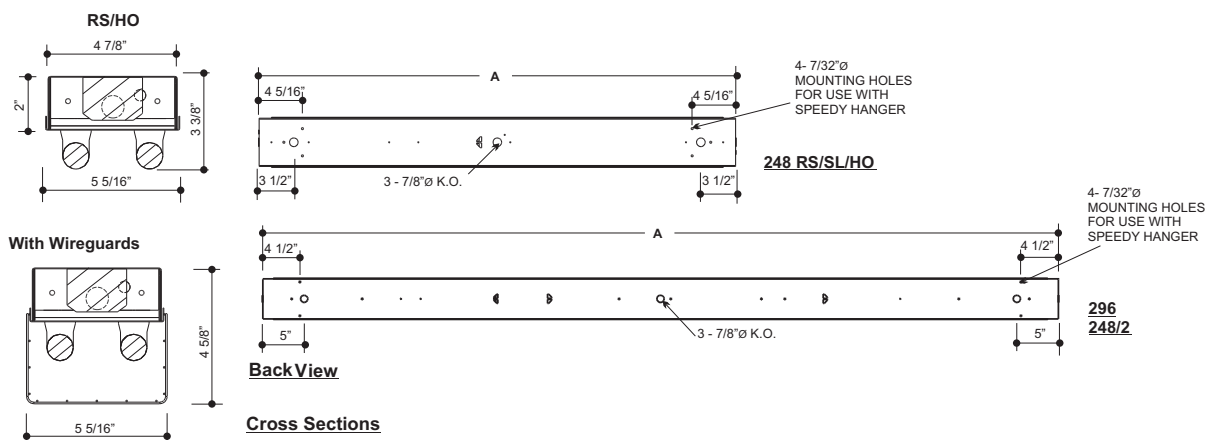 RS/HO
4 7/8”
2”
3 3/8”
5 5/16”
A
4 5/16”
4 5/16”
4- 7/32”Ø
MOUNTING HOLES
FOR USE WITH
SPEEDY HANGER
248 RS/SL/HO
3 1/2”
3 - 7/8”Ø K.O.
3 1/2”
With Wireguards
4 5/8”
5 5/16”
A
4 1/2”
4 1/2”
4- 7/32”Ø
MOUNTING HOLES
FOR USE WITH
SPEEDY HANGER
296
248/2
5”
3 - 7/8”Ø K.O.
5”
Back View
Cross Sections